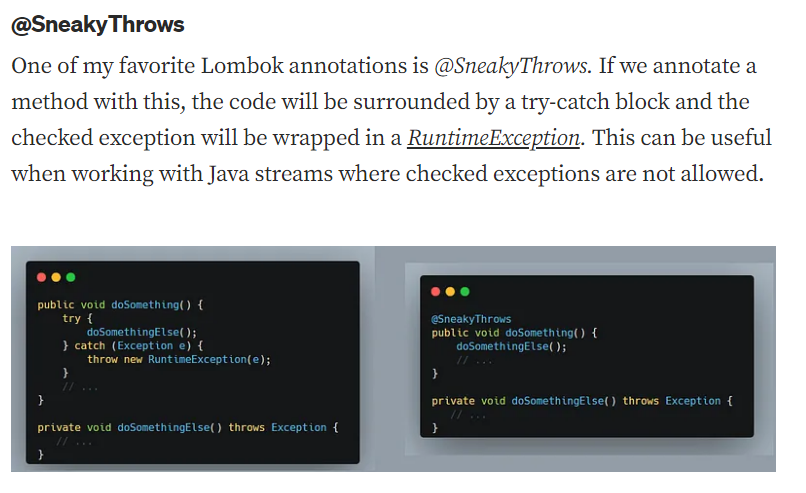 @SneakyThrows
One of my favorite Lombok annotations is @SneakyThrows. If we annotate a
method with this, the code will be surrounded by a try-catch block and the
checked exception will be wrapped in a RuntimeException. This can be useful
when working with Java streams where checked exceptions are not allowed.
public void doSomething() {
    try {
        doSomethingElse();
    } catch (Exception e) {
        throw new RuntimeException(e);
    }
    // ...
}
private void doSomethingElse() throws Exception {
    // ...
}
@SneakyThrows
public void doSomething() {
    doSomethingElse();
    // ...
}
private void doSomethingElse() throws Exception {
    // ...
}